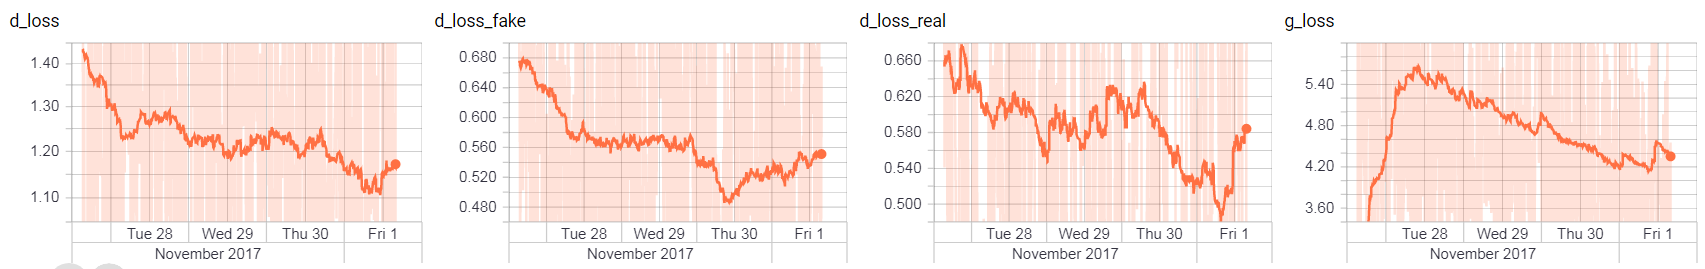 d_loss
1.40
1.30
1.20
1.10
Tue 28 Wed 29 Thu 30 Fri 1
November 2017
d_loss_fake
0.680
0.640
0.600
0.560
0.520
0.480
Tue 28 Wed 29 Thu 30 Fri 1
November 2017
d_loss_real
0.660
0.620
0.580
0.540
0.500
Tue 28 Wed 29 Thu 30 Fri 1
November 2017
g_loss
5.40
4.80
4.20
3.60
Tue 28 Wed 29 Thu 30 Fri 1
November 2017